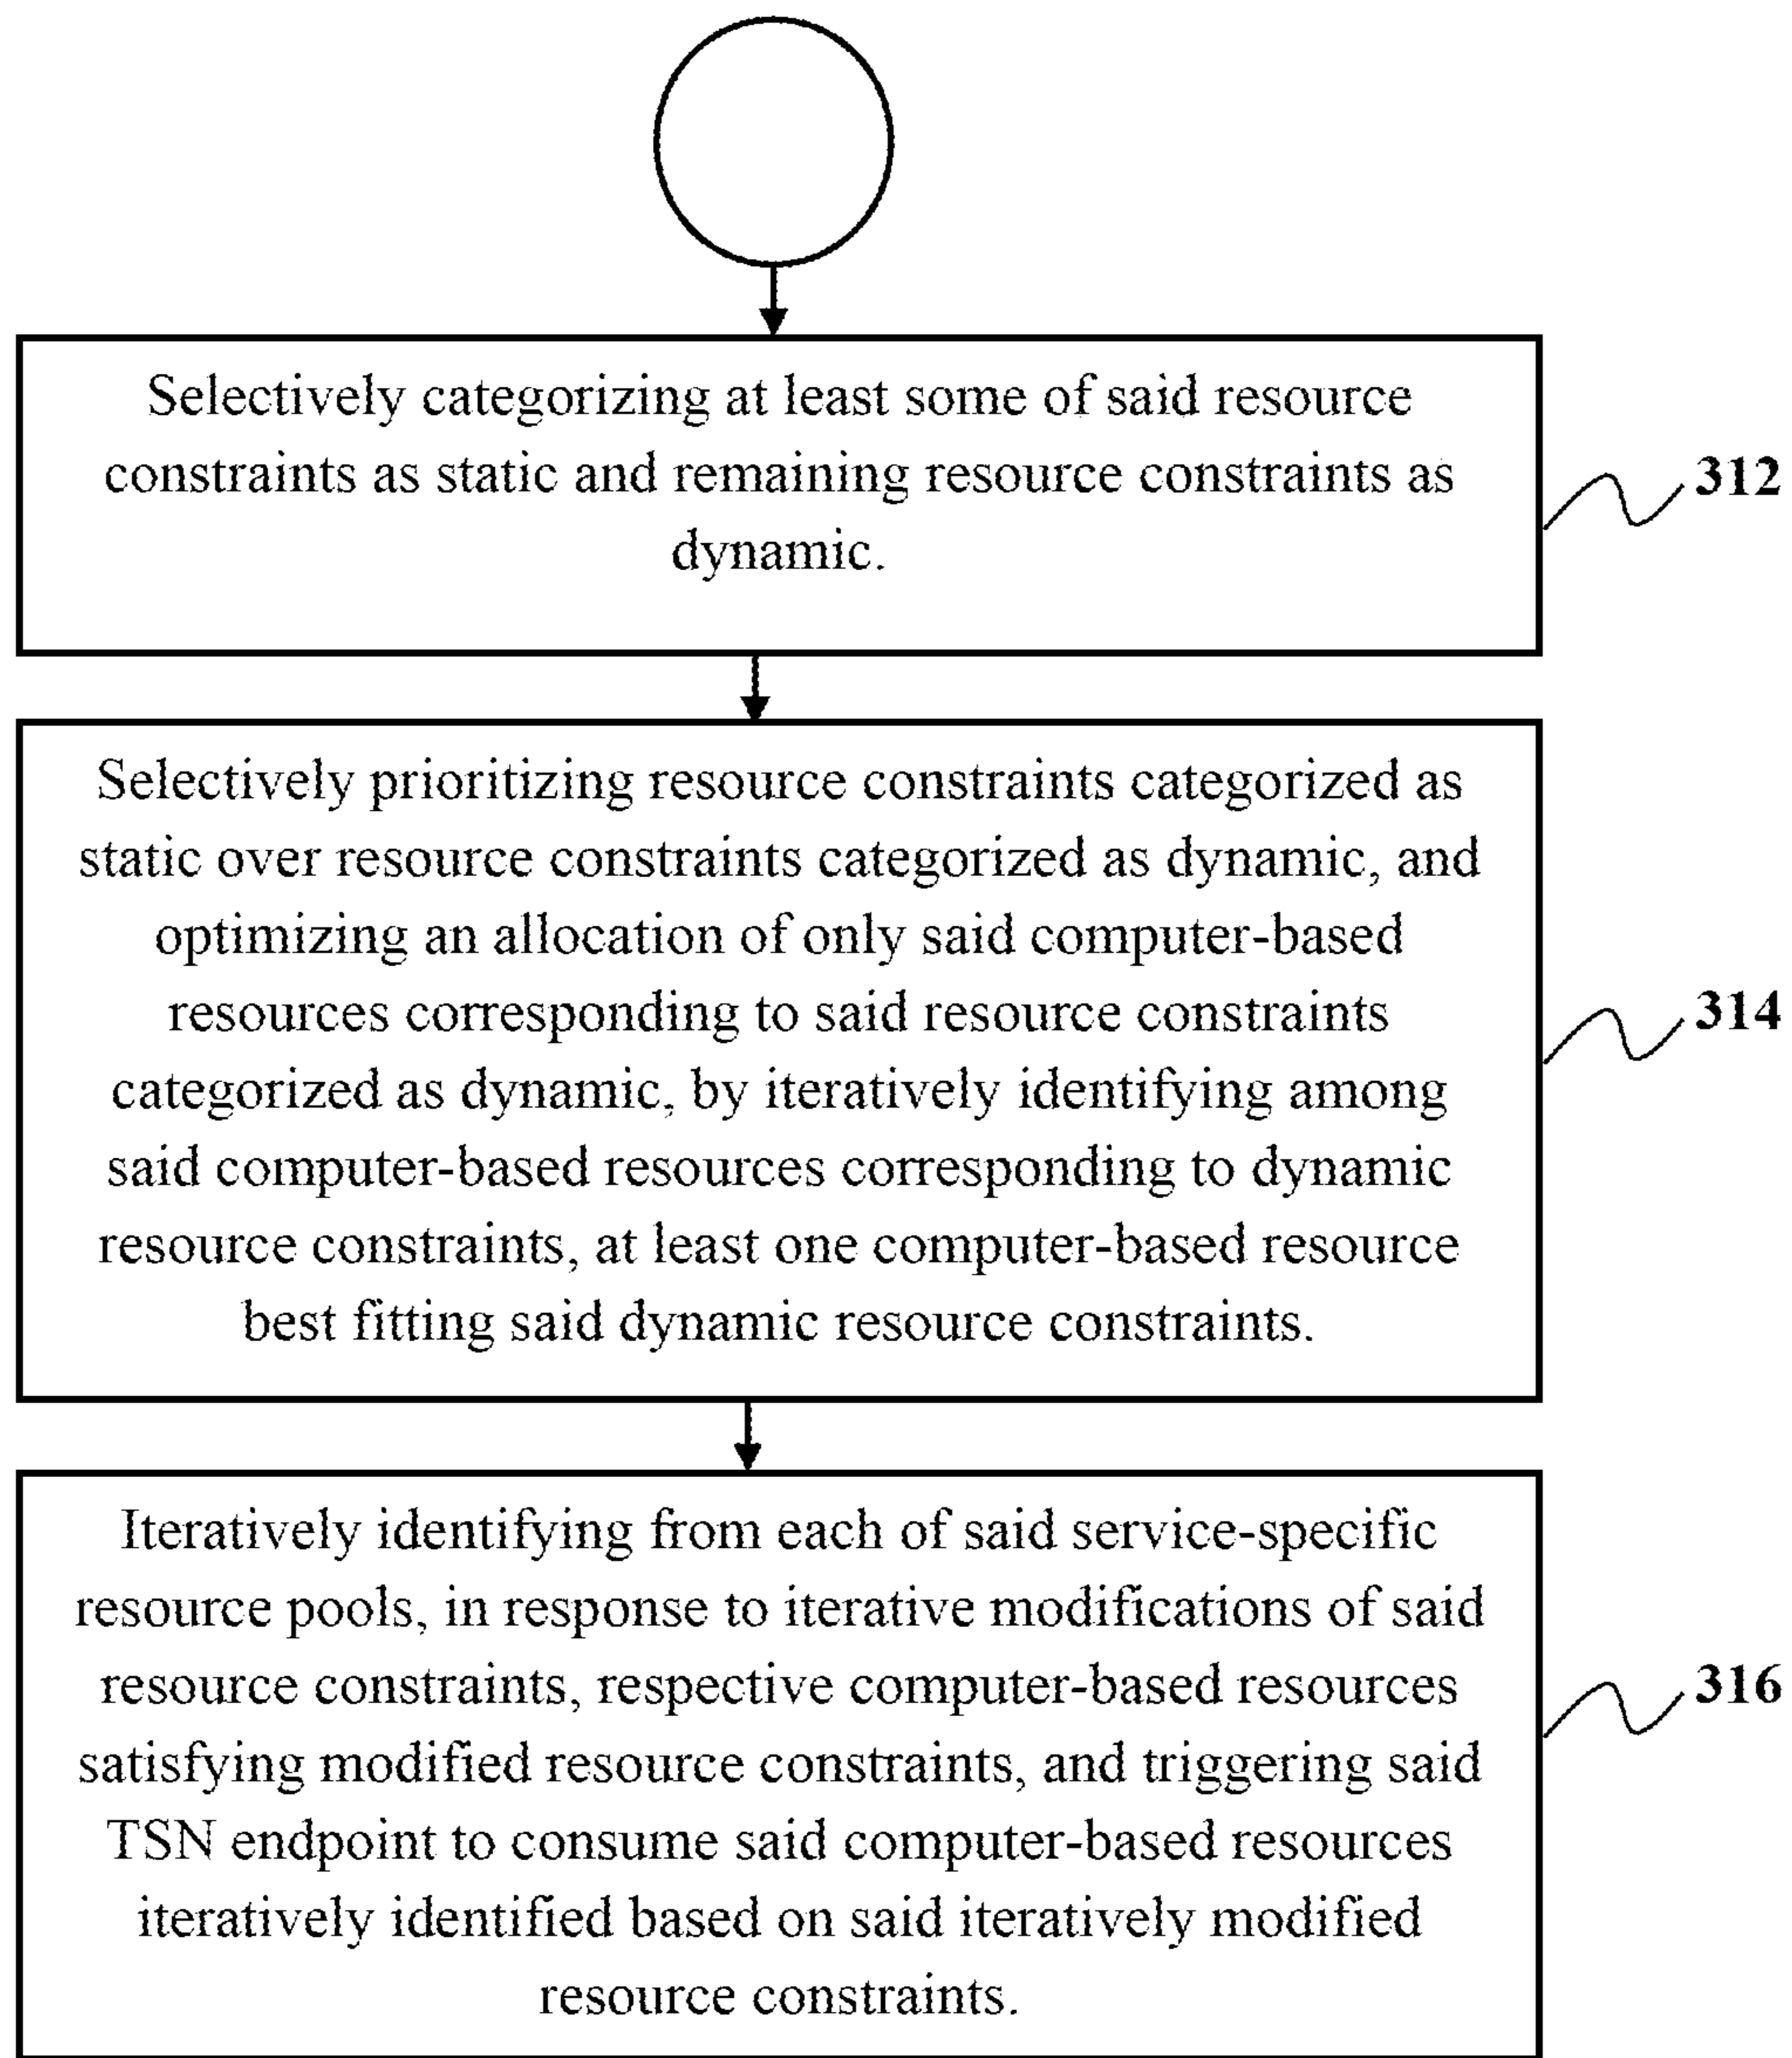 Selectively categorizing at least some of said resource
constraints as static and remaining resource constraints as
dynamic.
312
Selectively prioritizing resource constraints categorized as
static over resource constraints categorized as dynamic, and
optimizing an allocation of only said computer-based
resources corresponding to said resource constraints
categorized as dynamic, by iteratively identifying among
said computer-based resources corresponding to dynamic
resource constraints, at least one computer-based resource
best fitting said dynamic resource constraints.
314
Iteratively identifying from each of said service-specific
resource pools, in response to iterative modifications of said
resource constraints, respective computer-based resources
satisfying modified resource constraints, and triggering said
TSN endpoint to consume said computer-based resources
iteratively identified based on said iteratively modified
resource constraints.
316